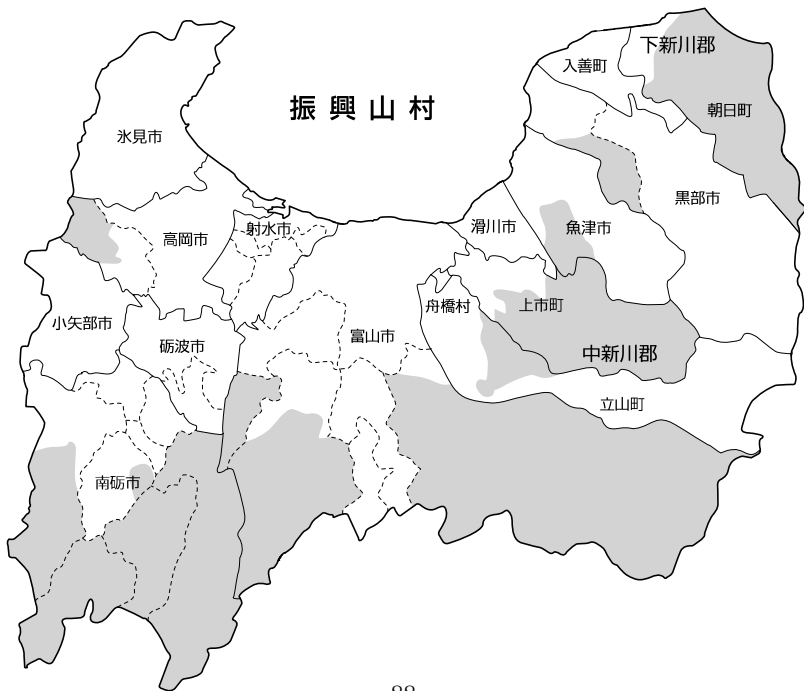 振興山村
下新川郡
入善町
朝日町
氷見市
黒部市
高岡市
射水市
滑川市
魚津市
舟橋村
上市町
小矢部市
砺波市
富山市
中新川郡
立山町
南砺市